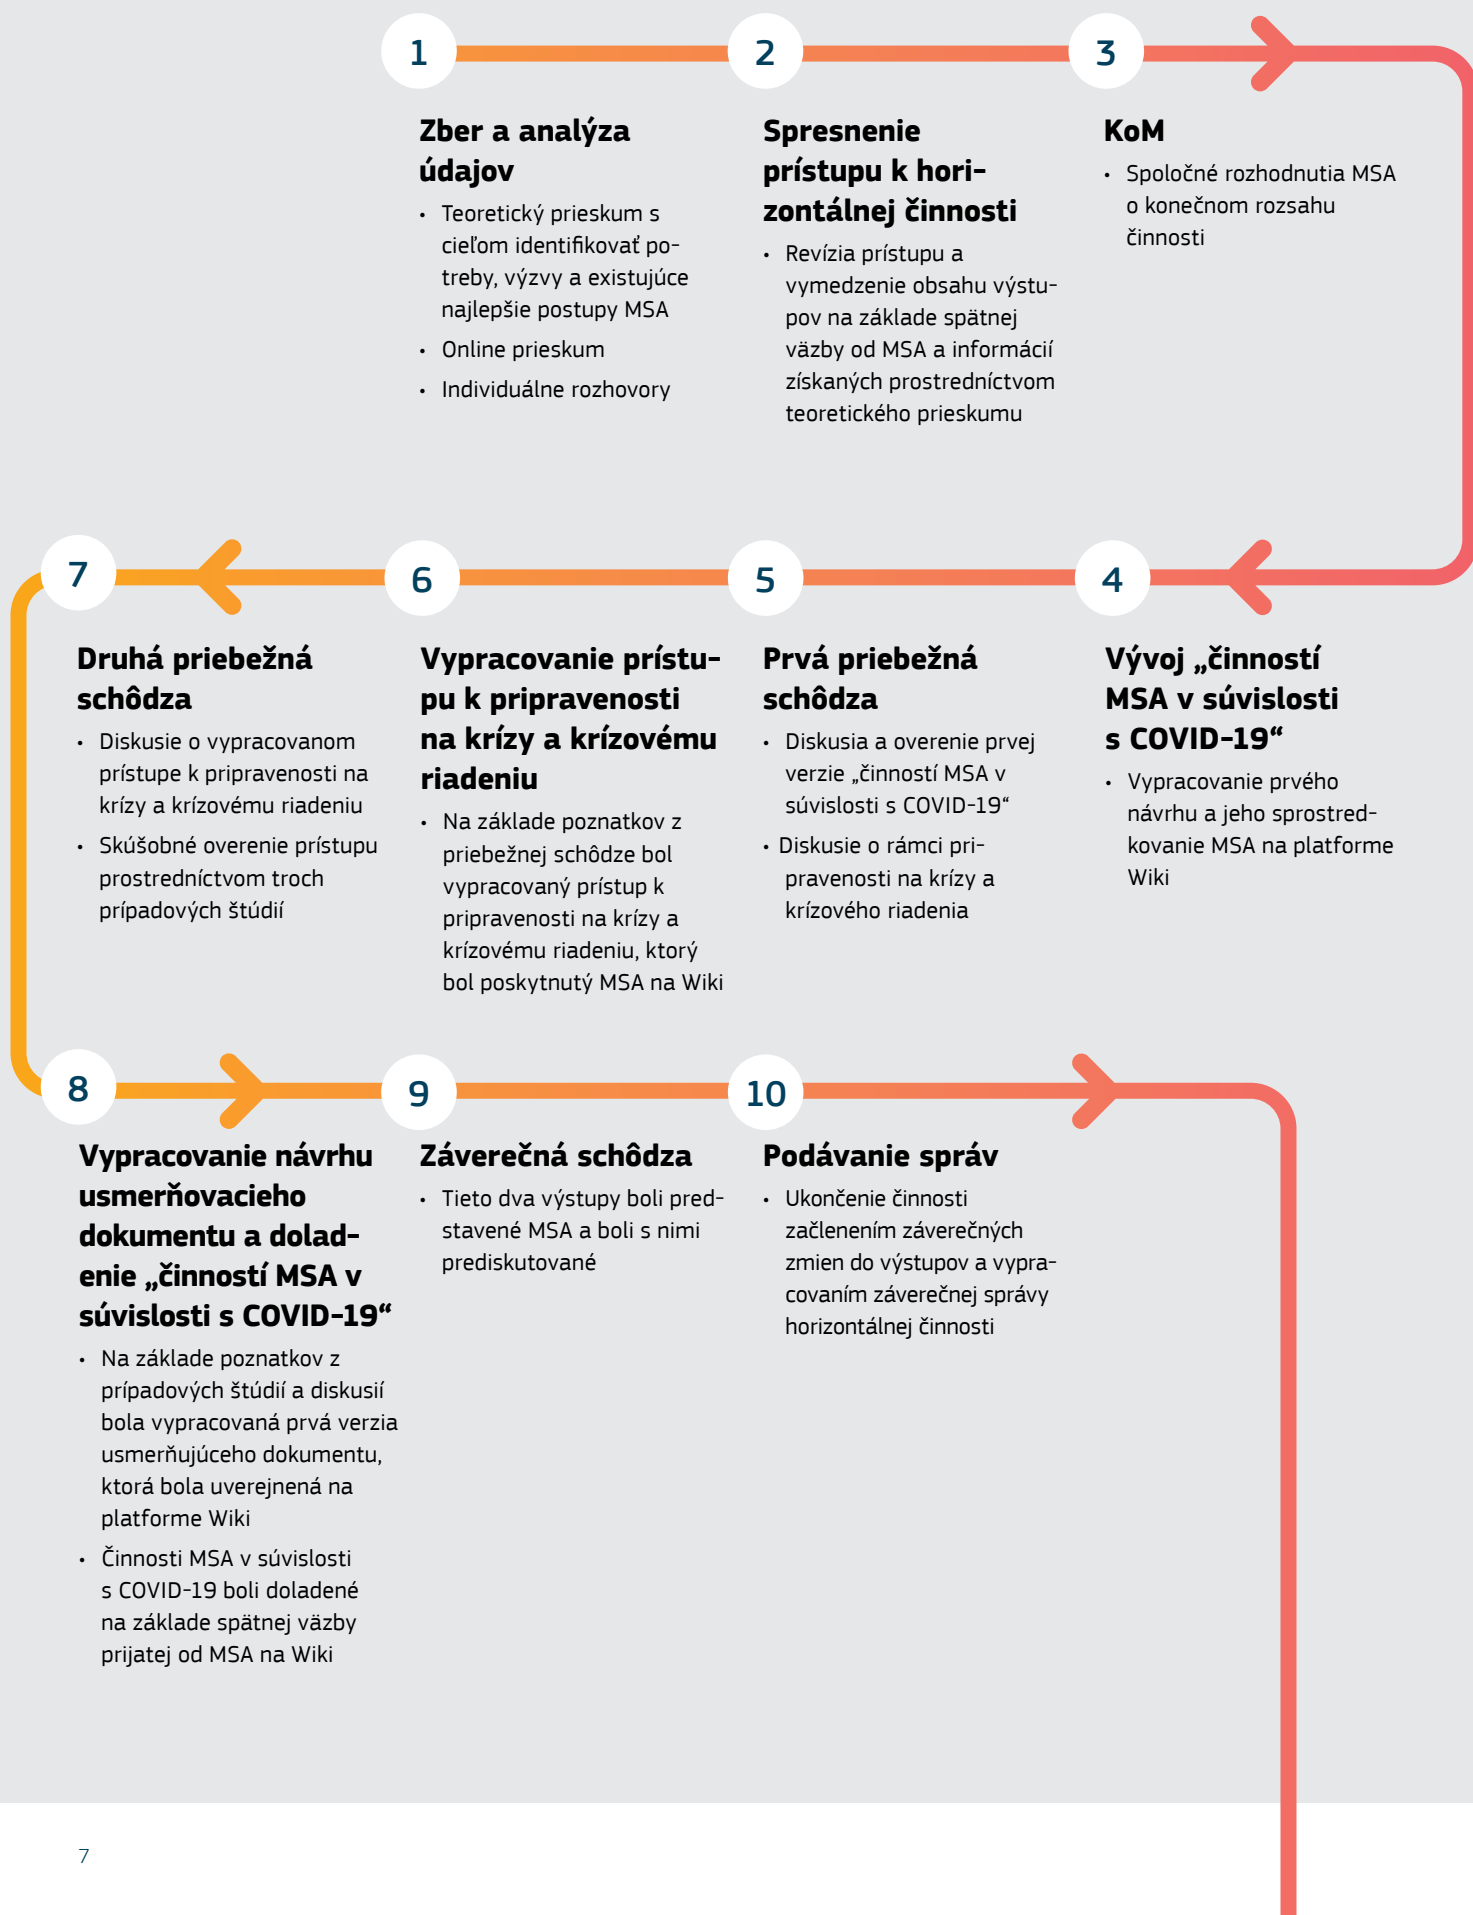 1
Zber a analýza
údajov
• Teoretický prieskum s
cieľom identifikovať po-
treby, výzvy a existujúce
najlepšie postupy MSA
• Online prieskum
• Individuálne rozhovory
2
Spresnenie
prístupu k hori-
zontálnej činnosti
• Revízia prístupu a
vymedzenie obsahu výstu-
pov na základe spätnej
väzby od MSA a informácií
získaných prostredníctvom
teoretického prieskumu
3
KoM
• Spoločné rozhodnutia MSA
o konečnom rozsahu
činnosti
4
Vývoj „činností
MSA v súvislosti
s COVID-19“
• Vypracovanie prvého
návrhu a jeho sprostred-
kovanie MSA na platforme
Wiki
5
Prvá priebežná
schôdza
• Diskusia a overenie prvej
verzie „činností MSA v
súvislosti s COVID-19“
• Diskusie o rámci pri-
pravenosti na krízy a
krízového riadenia
6
Vypracovanie prístu-
pu k pripravenosti
na krízy a krízovému
riadeniu
• Na základe poznatkov z
priebežnej schôdze bol
vypracovaný prístup k
pripravenosti na krízy a
krízovému riadeniu, ktorý
bol poskytnutý MSA na Wiki
7
Druhá priebežná
schôdza
• Diskusie o vypracovanom
prístupe k pripravenosti na
krízy a krízovému riadeniu
• Skúšobné overenie prístupu
prostredníctvom troch
prípadových štúdií
8
Vypracovanie návrhu
usmerňovacieho
dokumentu a dolad-
enie „činností MSA v
súvislosti s COVID-19“
• Na základe poznatkov z
prípadových štúdií a diskusií
bola vypracovaná prvá verzia
usmerňujúceho dokumentu,
ktorá bola uverejnená na
platforme Wiki
• Činnosti MSA v súvislosti
s COVID-19 boli doladené
na základe spätnej väzby
prijatej od MSA na Wiki
9
Záverečná schôdza
• Tieto dva výstupy boli pred-
stavené MSA a boli s nimi
prediskutované
10
Podávanie správ
• Ukončenie činnosti
začlenením záverečných
zmien do výstupov a vypra-
covaním záverečnej správy
horizontálnej činnosti
7